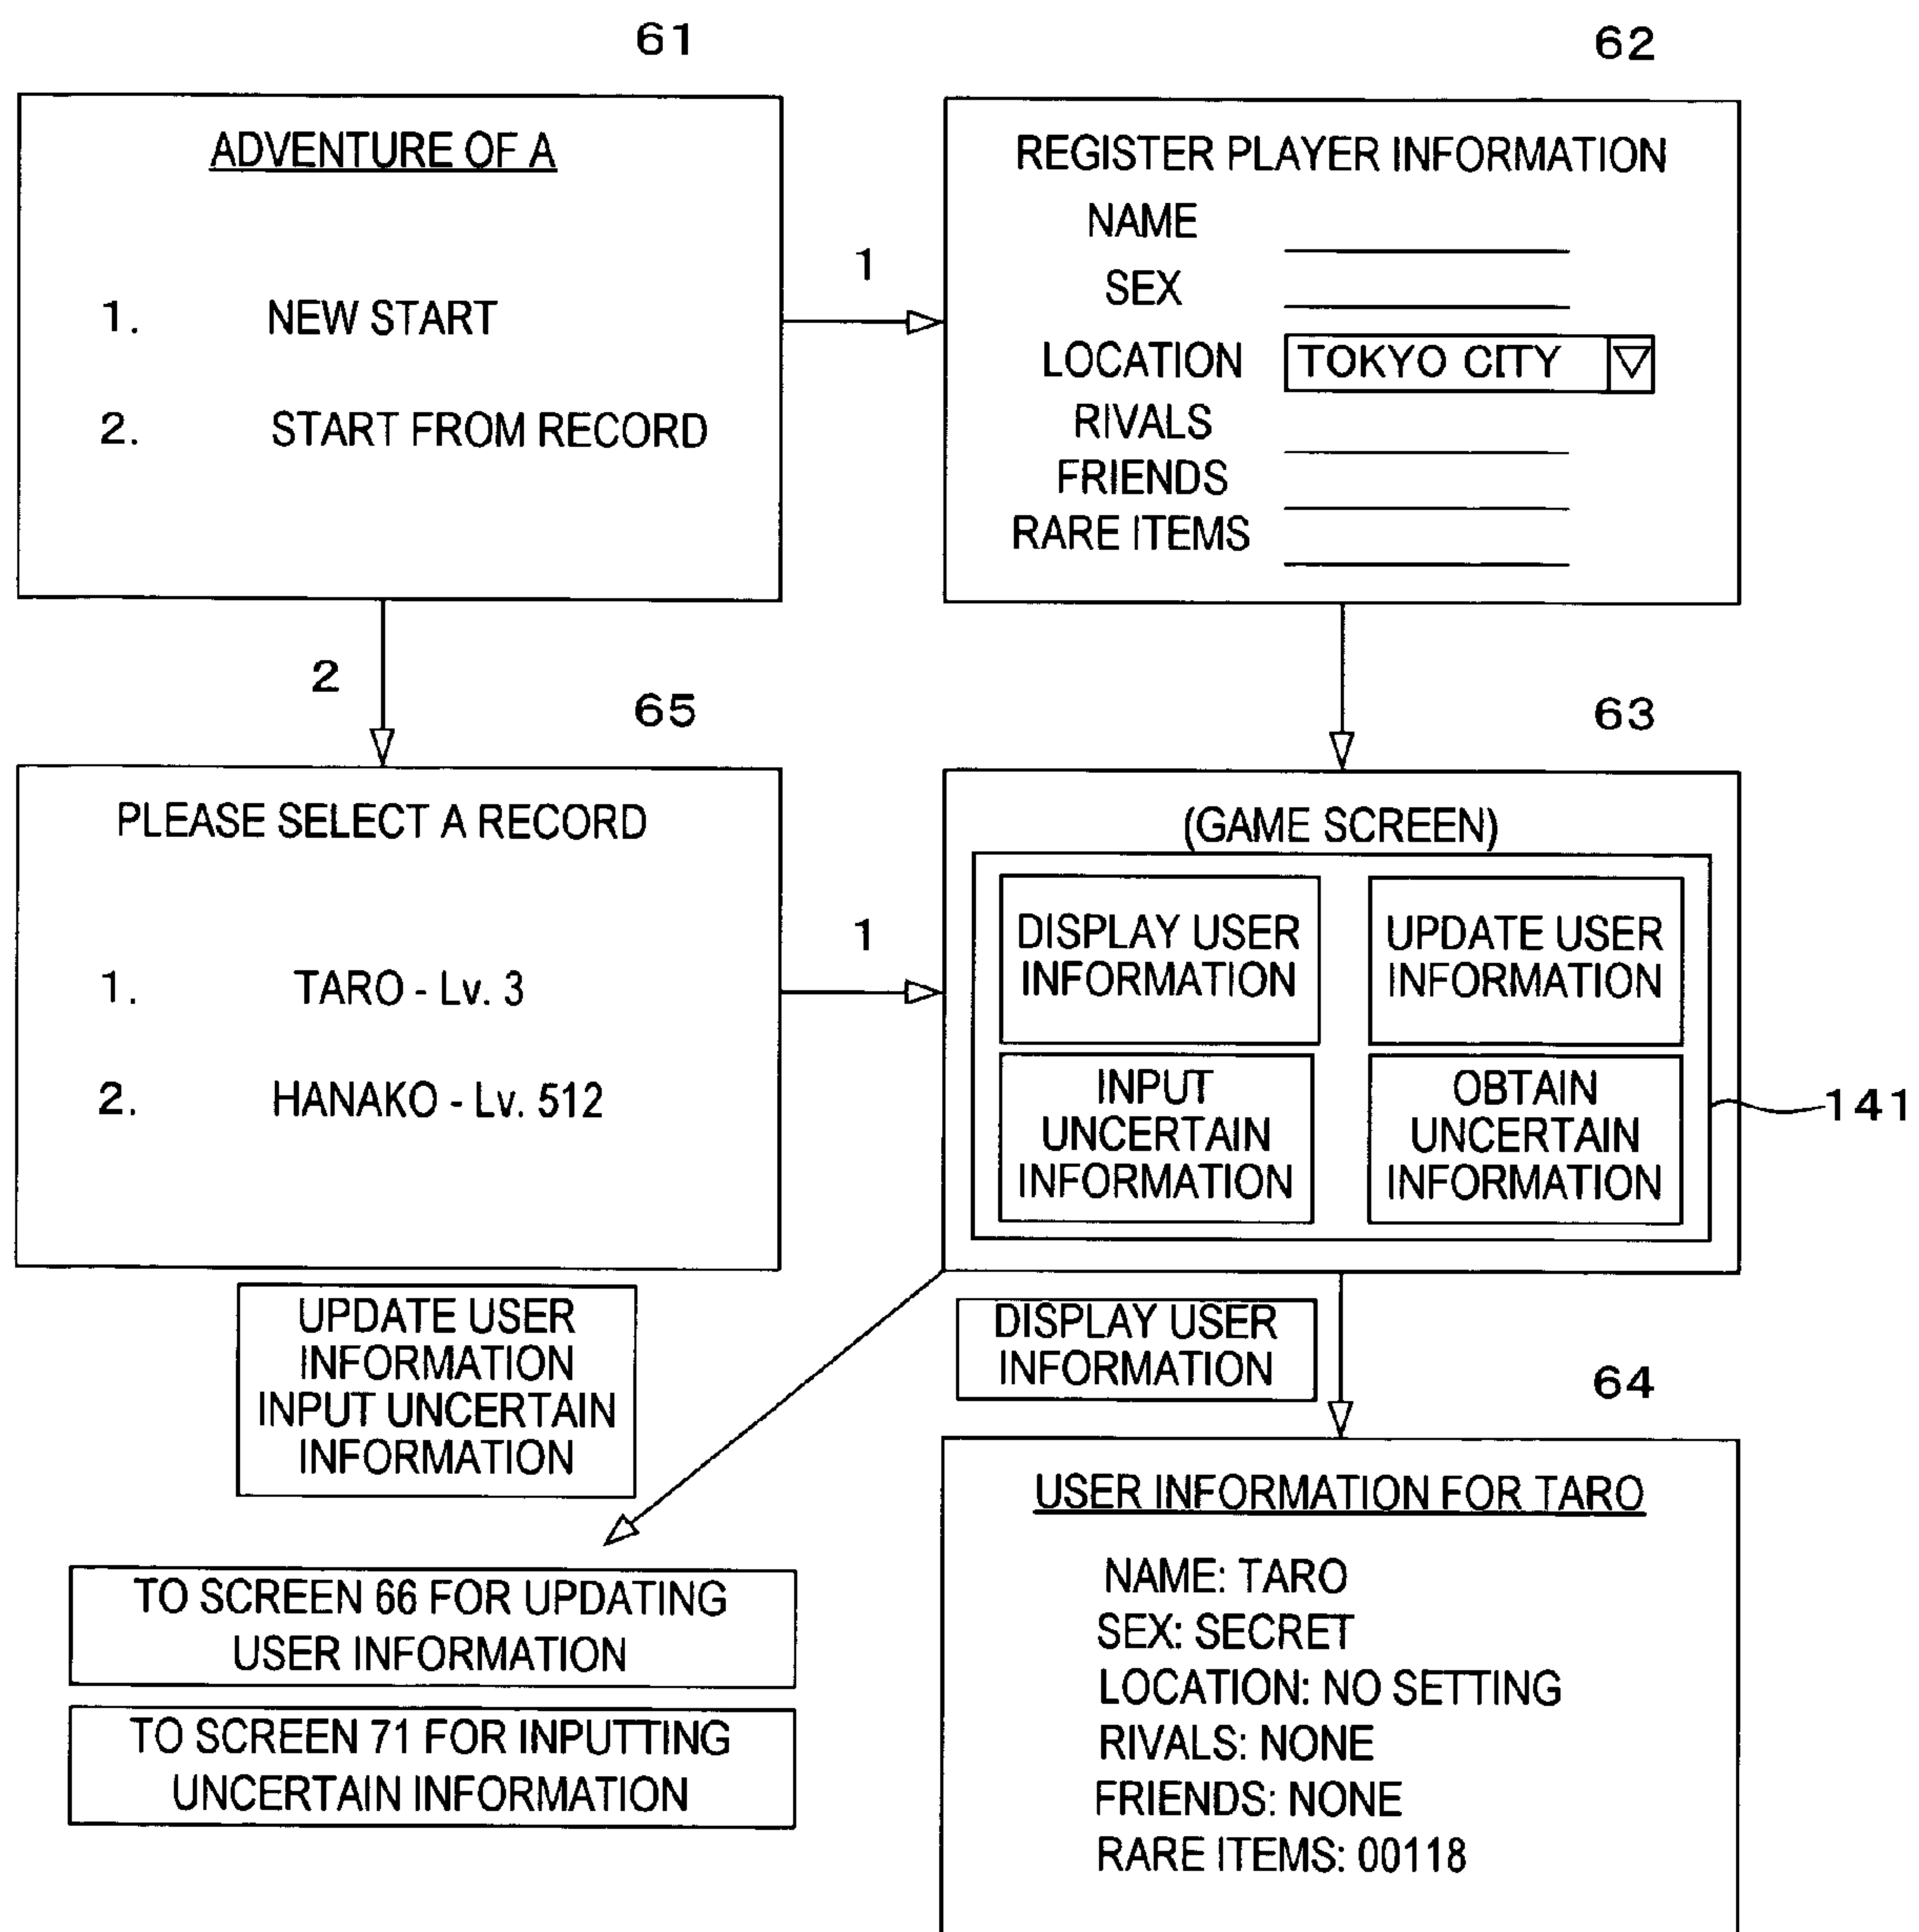 61
ADVENTURE OF A
1. NEW START
2. START FROM RECORD
1
62
REGISTER PLAYER INFORMATION
NAME
SEX
LOCATION TOKYO CITY
RIVALS
FRIENDS
RARE ITEMS
2
65
PLEASE SELECT A RECORD
1. TARO - Lv. 3
2. HANAKO - Lv. 512
1
63
(GAME SCREEN)
DISPLAY USER
INFORMATION
UPDATE USER
INFORMATION
INPUT
UNCERTAIN
INFORMATION
OBTAIN
UNCERTAIN
INFORMATION
141
UPDATE USER
INFORMATION
INPUT UNCERTAIN
INFORMATION
DISPLAY USER
INFORMATION
TO SCREEN 66 FOR UPDATING
USER INFORMATION
TO SCREEN 71 FOR INPUTTING
UNCERTAIN INFORMATION
64
USER INFORMATION FOR TARO
NAME: TARO
SEX: SECRET
LOCATION: NO SETTING
RIVALS: NONE
FRIENDS: NONE
RARE ITEMS: 00118